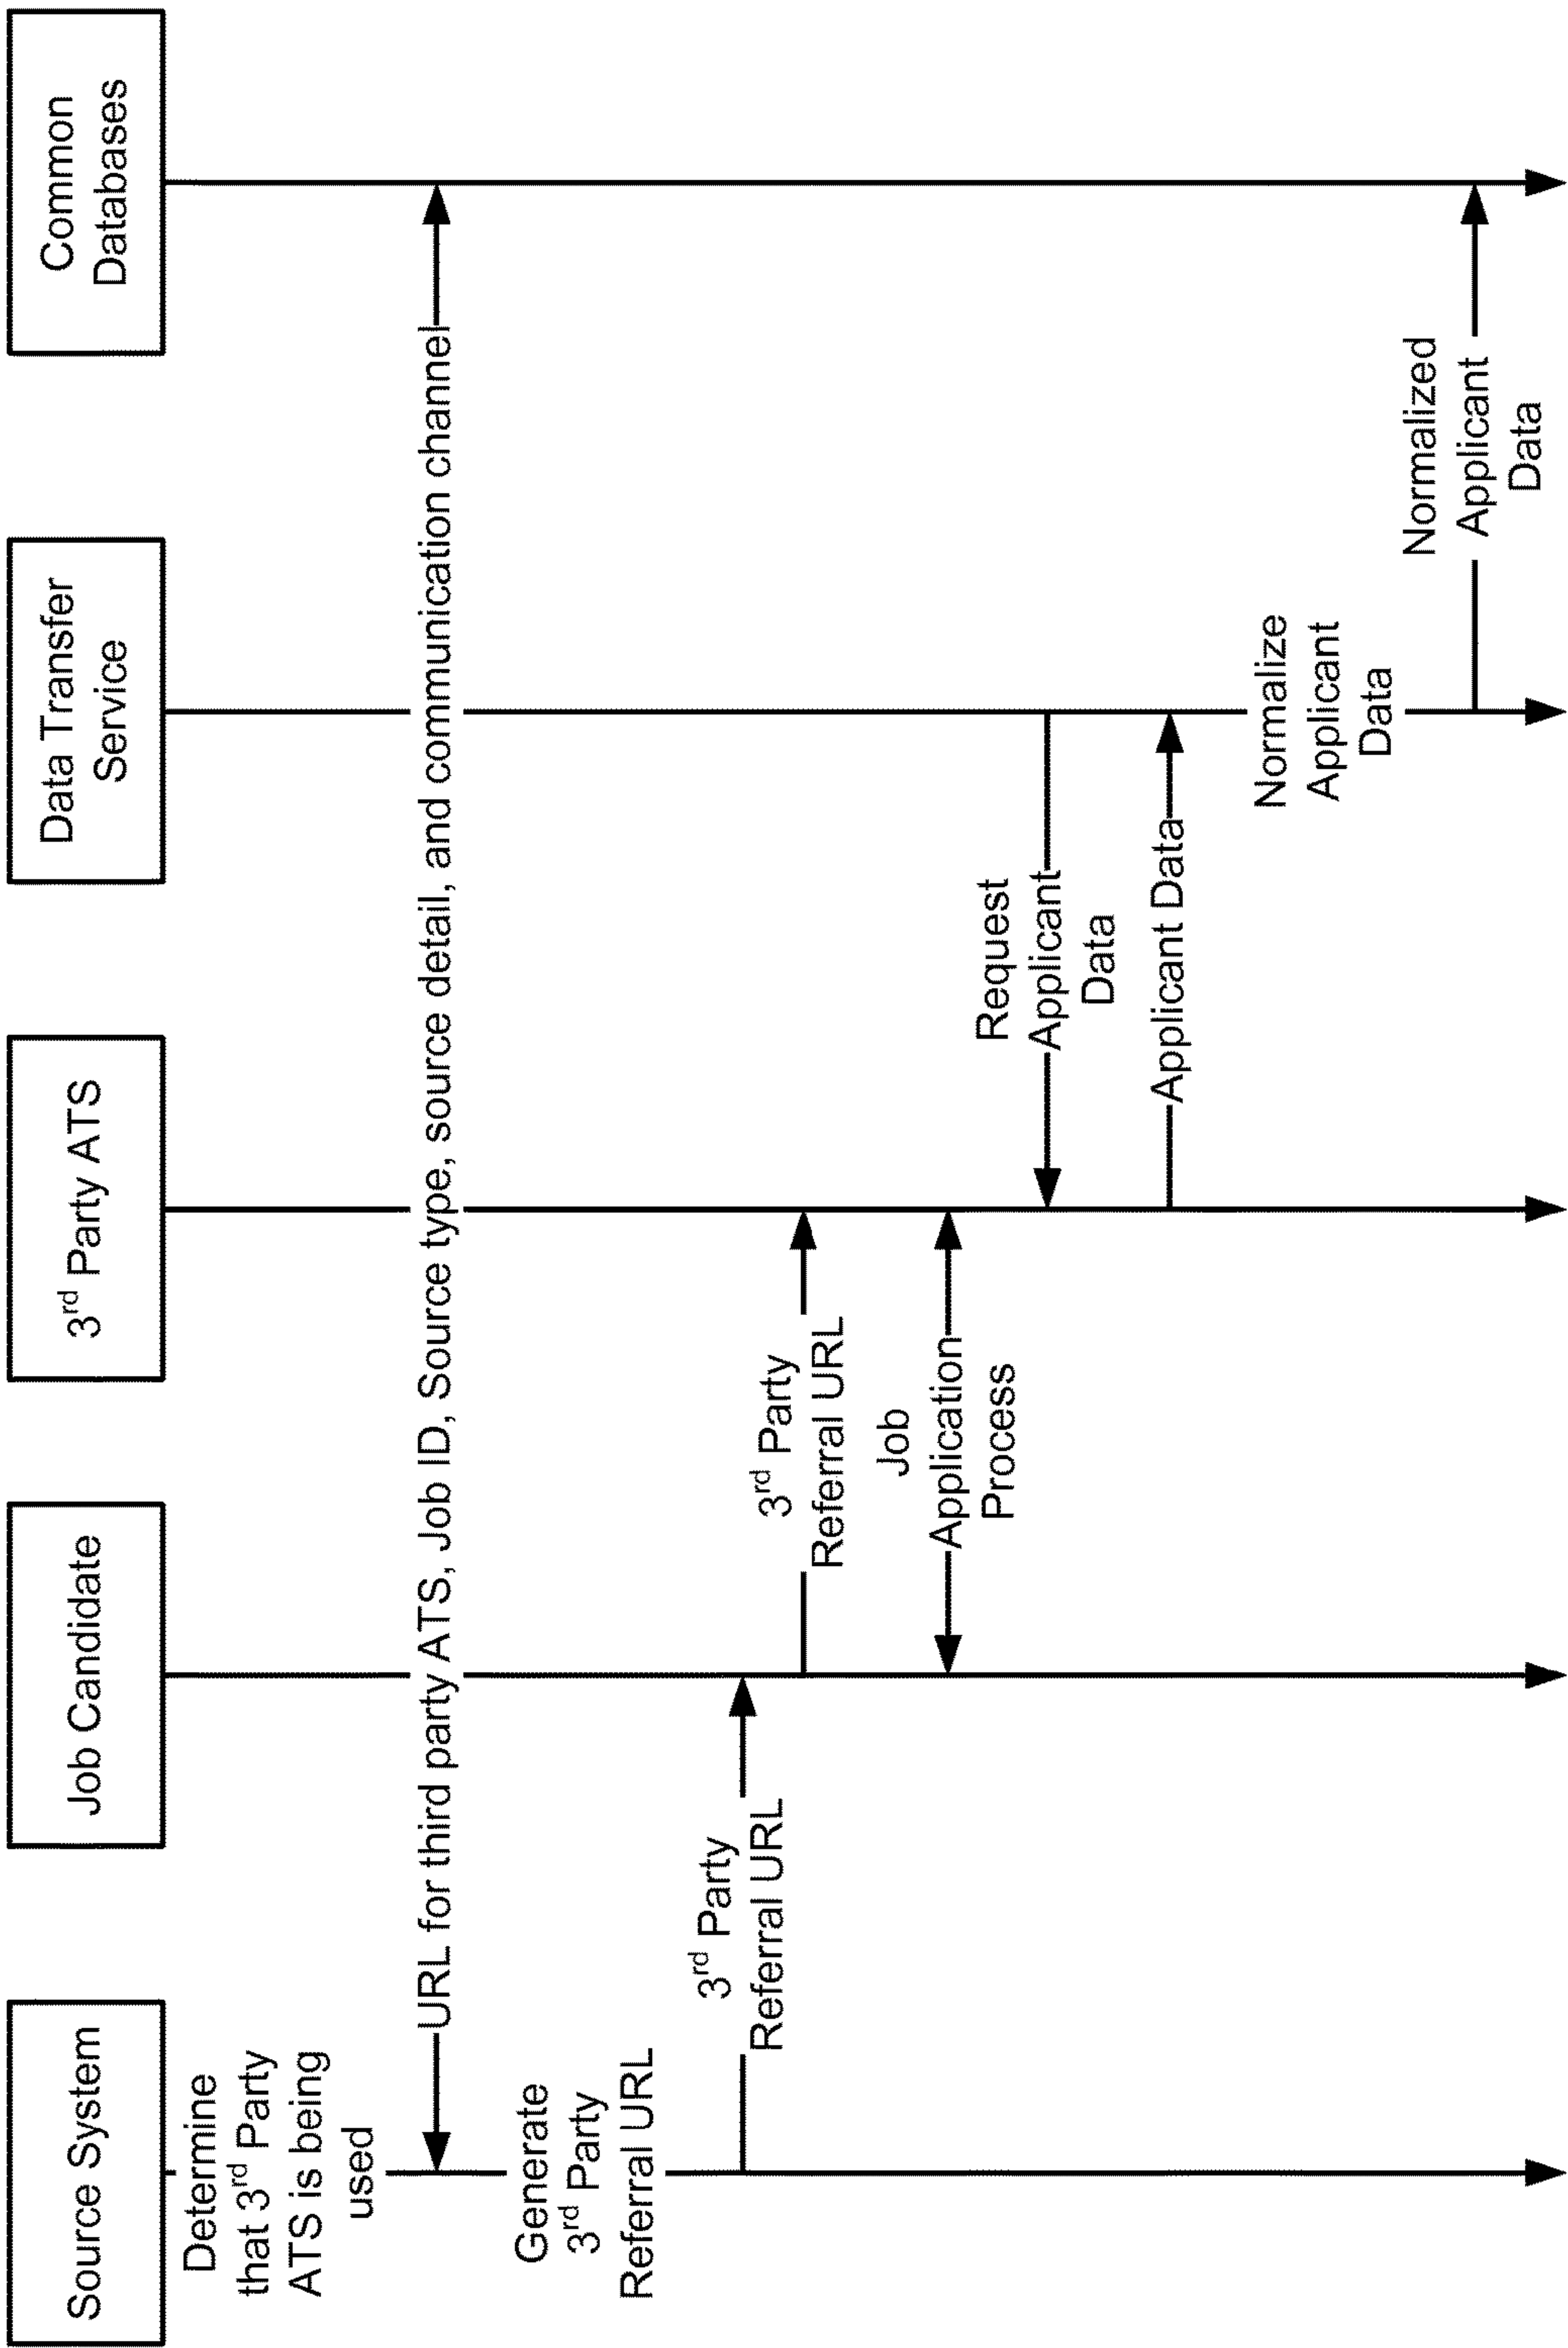 Source System
Job Candidate
3rd Party ATS
Data Transfer
Service
Common
Databases
Determine
that 3rd Party
ATS is being
used
URL for third party ATS, Job ID, Source type, source detail, and communication channel
Generate
3rd Party
Referral URL
3rd Party
Referral URL
3rd Party
Referral URL
Job
Application
Process
Request
Applicant
Data
Applicant Data
Normalize
Applicant
Data
Normalized
Applicant
Data